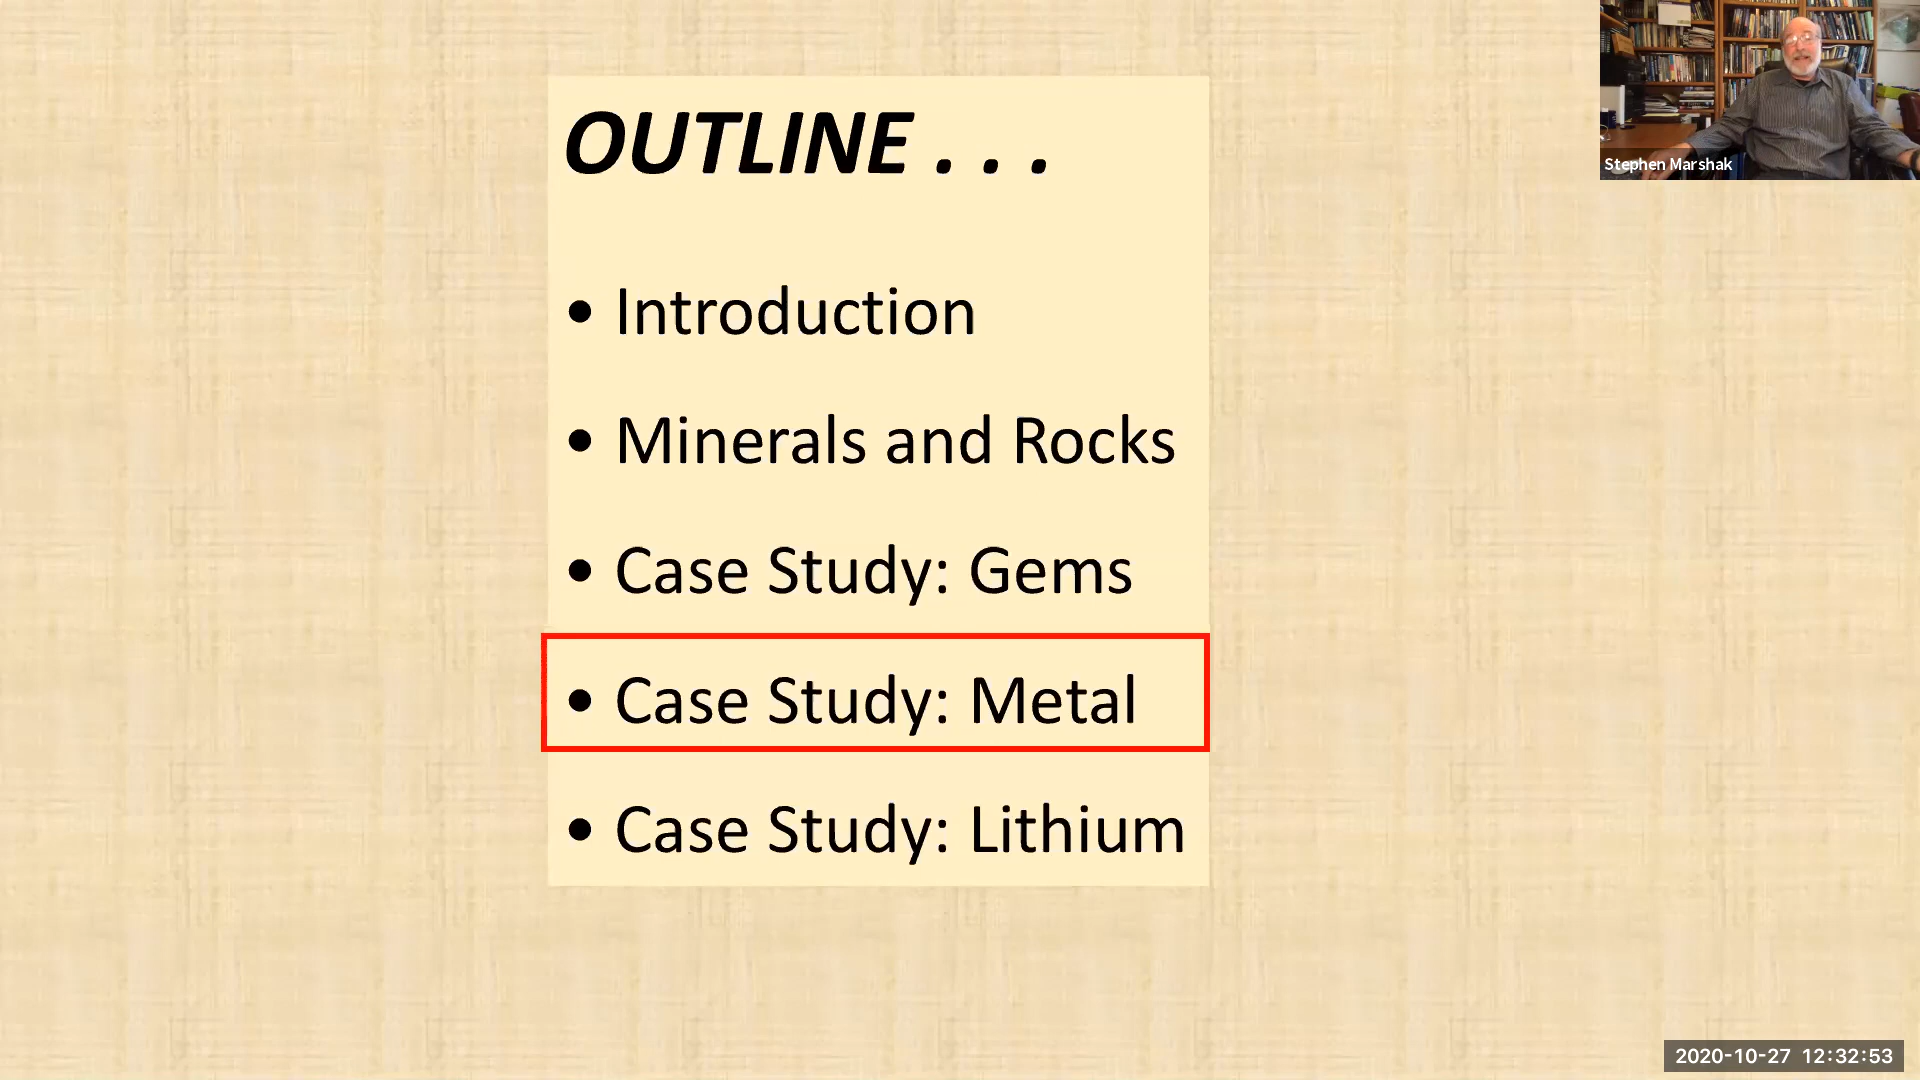 OUTLINE . . .
• Introduction
• Minerals and Rocks
• Case Study: Gems
• Case Study: Metal
• Case Study: Lithium
Stephen Marshak
2020-10-27 12:32:53